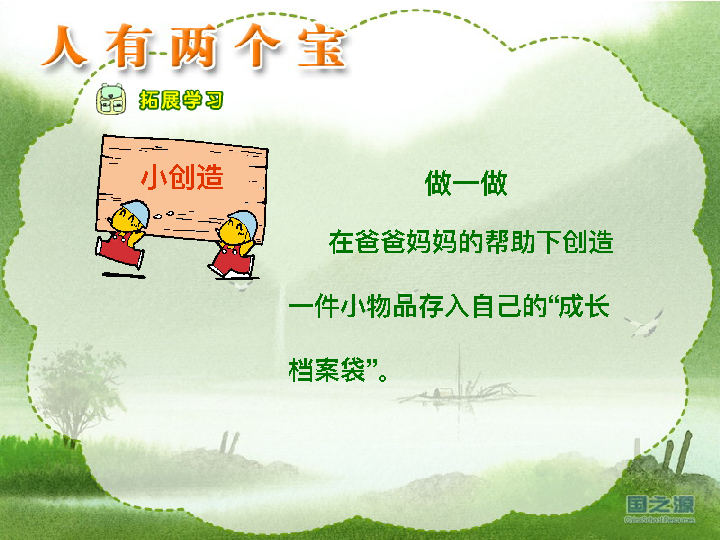 人有两个宝
拓展学习
小创造
做一做
在爸爸妈妈的帮助下创造
一件小物品存入自己的“成长
档案袋”。
国之源